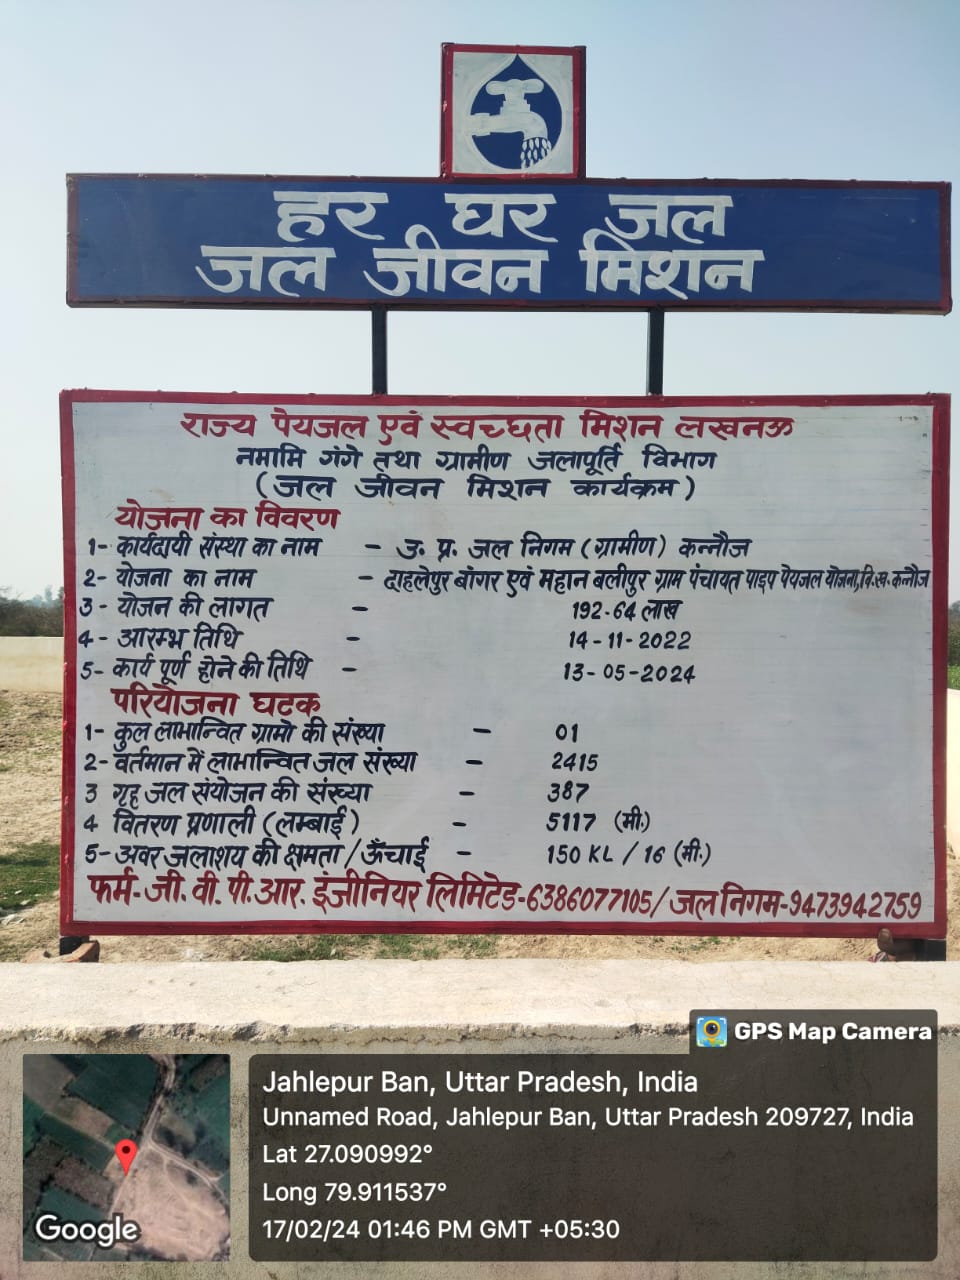 हर घर जल
जल जीवन मिशन
राज्य पेयजल एवं स्वच्छता मिशन लखनऊ
नमामि गंगे तथा ग्रामीण जलापूर्ति विभाग
(जल जीवन मिशन कार्यक्रम)
योजना का विवरण
1- कार्यदायी संस्था का नाम - उ. प्र. जल निगम (ग्रामीण) कन्नौज
2- योजना का नाम - दाहलेपुर बांगर एवं महान बलीपुर ग्राम पंचायत पाइप पेयजल योजना, वि.ख. कन्नौज
3- योजन की लागत - 192-64 लाख
4- आरम्भ तिथि - 14-11-2022
5- कार्य पूर्ण होने की तिथि - 13-05-2024
परियोजना घटक
1- कुल लाभान्वित ग्रामो की संख्या - 01
2- वर्तमान में लाभान्वित जल संख्या - 2415
3 गृह जल संयोजन की संख्या - 387
4 वितरण प्रणाली (लम्बाई) - 5117 (मी.)
5- अवर जलाशय की क्षमता / ऊँचाई - 150 KL / 16 (मी.)
फर्म- जी. वी. पी. आर. इंजीनियर लिमिटेड-6386077105/ जल निगम-9473942759
GPS Map Camera
Jahlepur Ban, Uttar Pradesh, India
Unnamed Road, Jahlepur Ban, Uttar Pradesh 209727, India
Lat 27.090992°
Long 79.911537°
17/02/24 01:46 PM GMT +05:30
Google